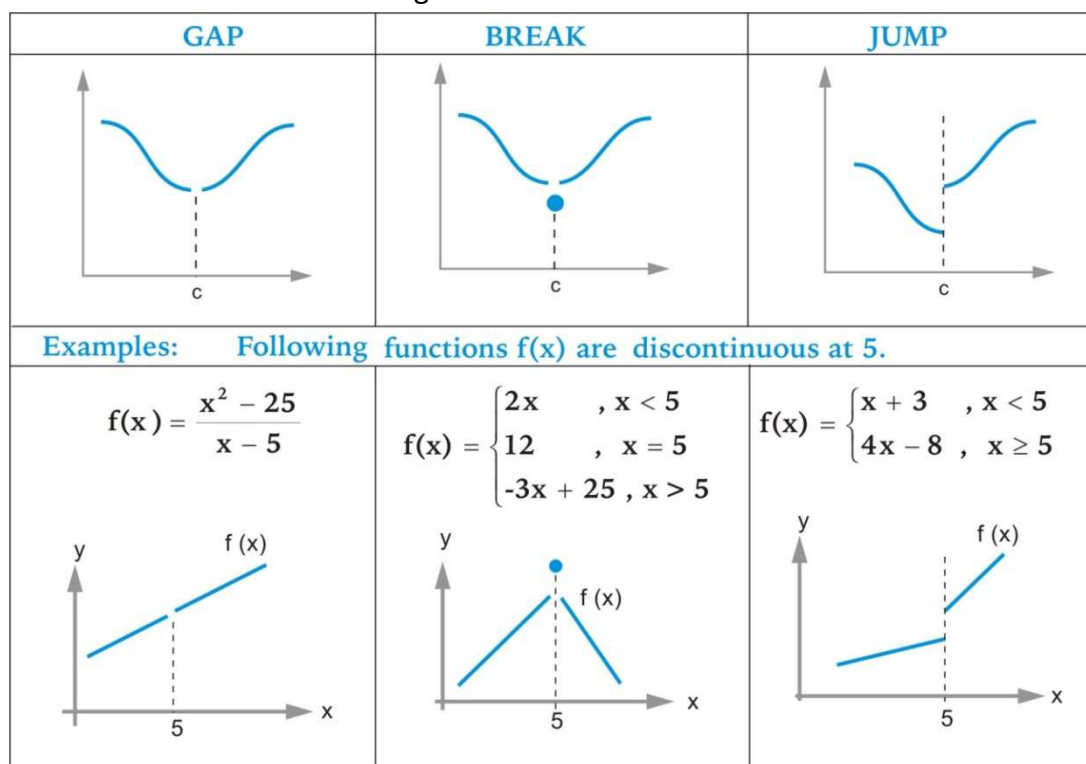 GAP
BREAK
JUMP
c
c
c
Examples: Following functions f(x) are discontinuous at 5.
f(x) = x² − 25 / x − 5
f(x) = { 2x , x < 5
12 , x = 5
-3x + 25 , x > 5
f(x) = { x + 3 , x < 5
4x − 8 , x ≥ 5
y
f (x)
5
x
y
f (x)
5
x
y
f (x)
5
x